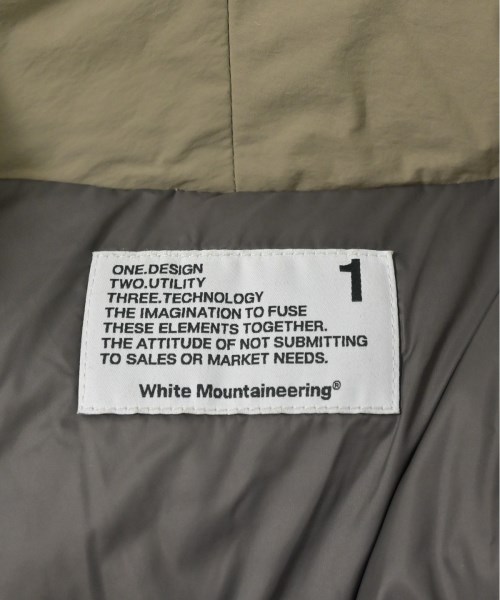 ONE.DESIGN
TWO.UTILITY
THREE.TECHNOLOGY
THE IMAGINATION TO FUSE
THESE ELEMENTS TOGETHER.
THE ATTITUDE OF NOT SUBMITTING
TO SALES OR MARKET NEEDS.
1
White Mountaineering®